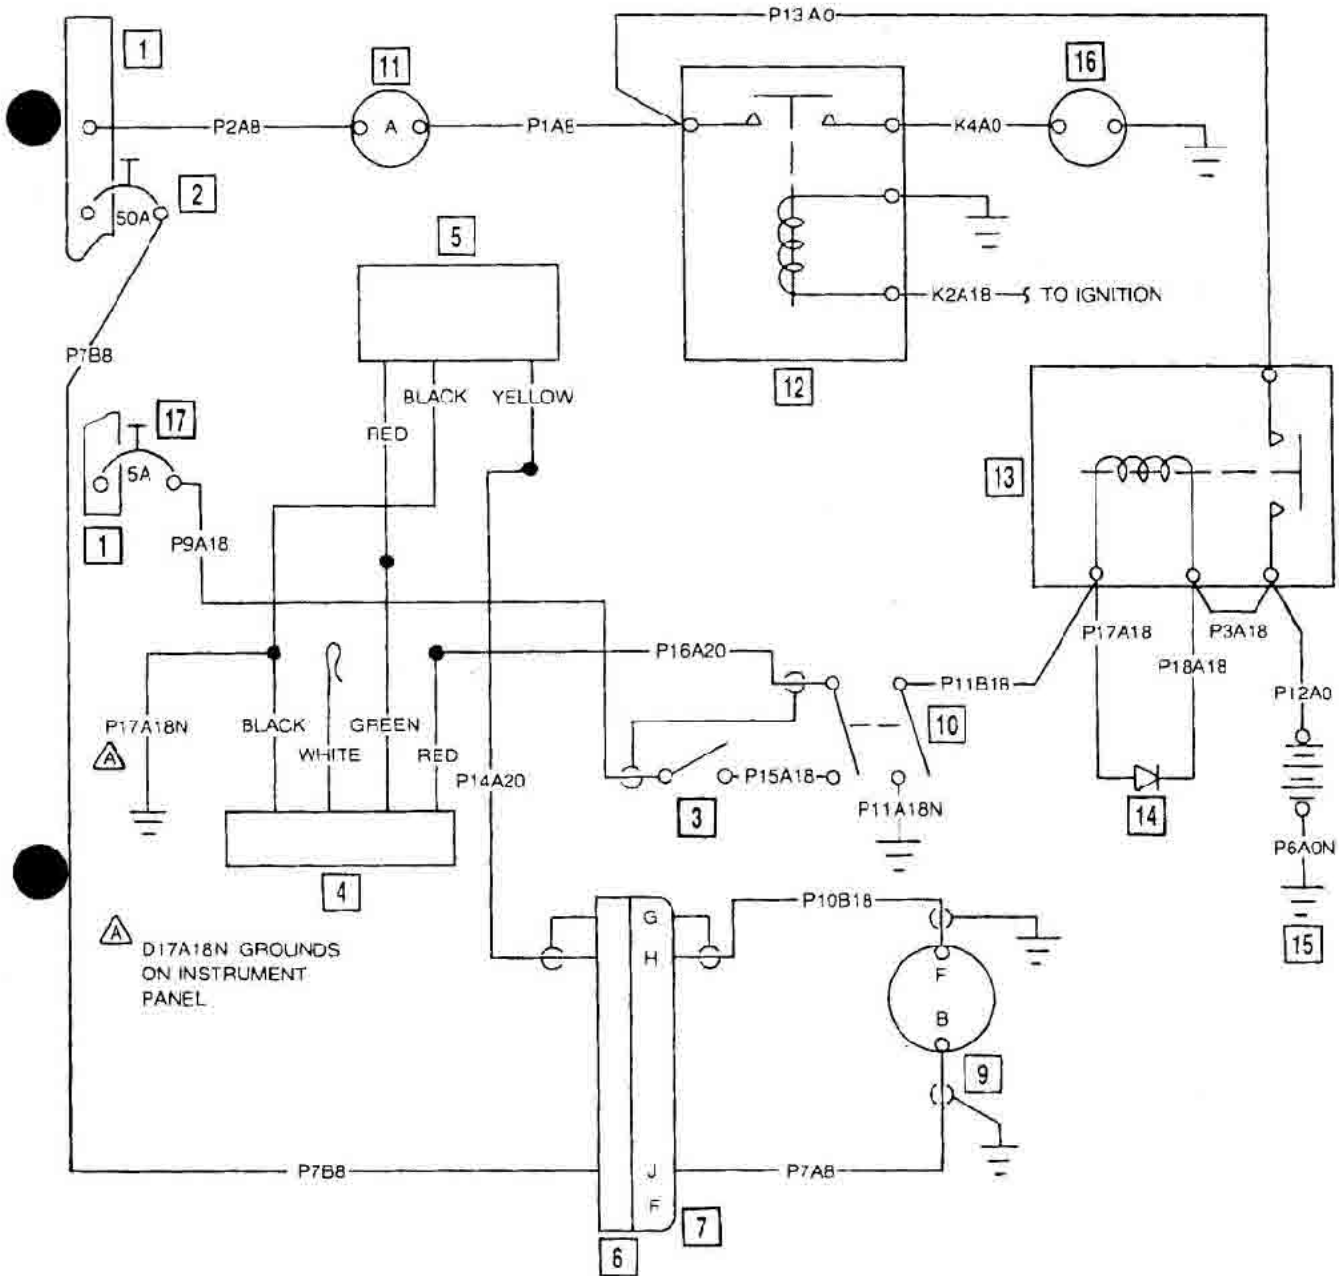 P13A0
1
11
16
P2A8
A
P1A8
K4A0
2
50A
5
K2A18
TO IGNITION
P7B8
12
BLACK
YELLOW
17
RED
5A
13
1
P9A18
P17A18
P3A18
P16A20
P18A18
P11B18
P12A0
P17A18N
BLACK
GREEN
10
A
WHITE
RED
P14A20
P15A18
P11A18N
3
14
P6A0N
4
P10B18
A
G
D17A18N GROUNDS
ON INSTRUMENT
PANEL
H
15
F
B
9
P7B8
J
P7A8
F
7
6